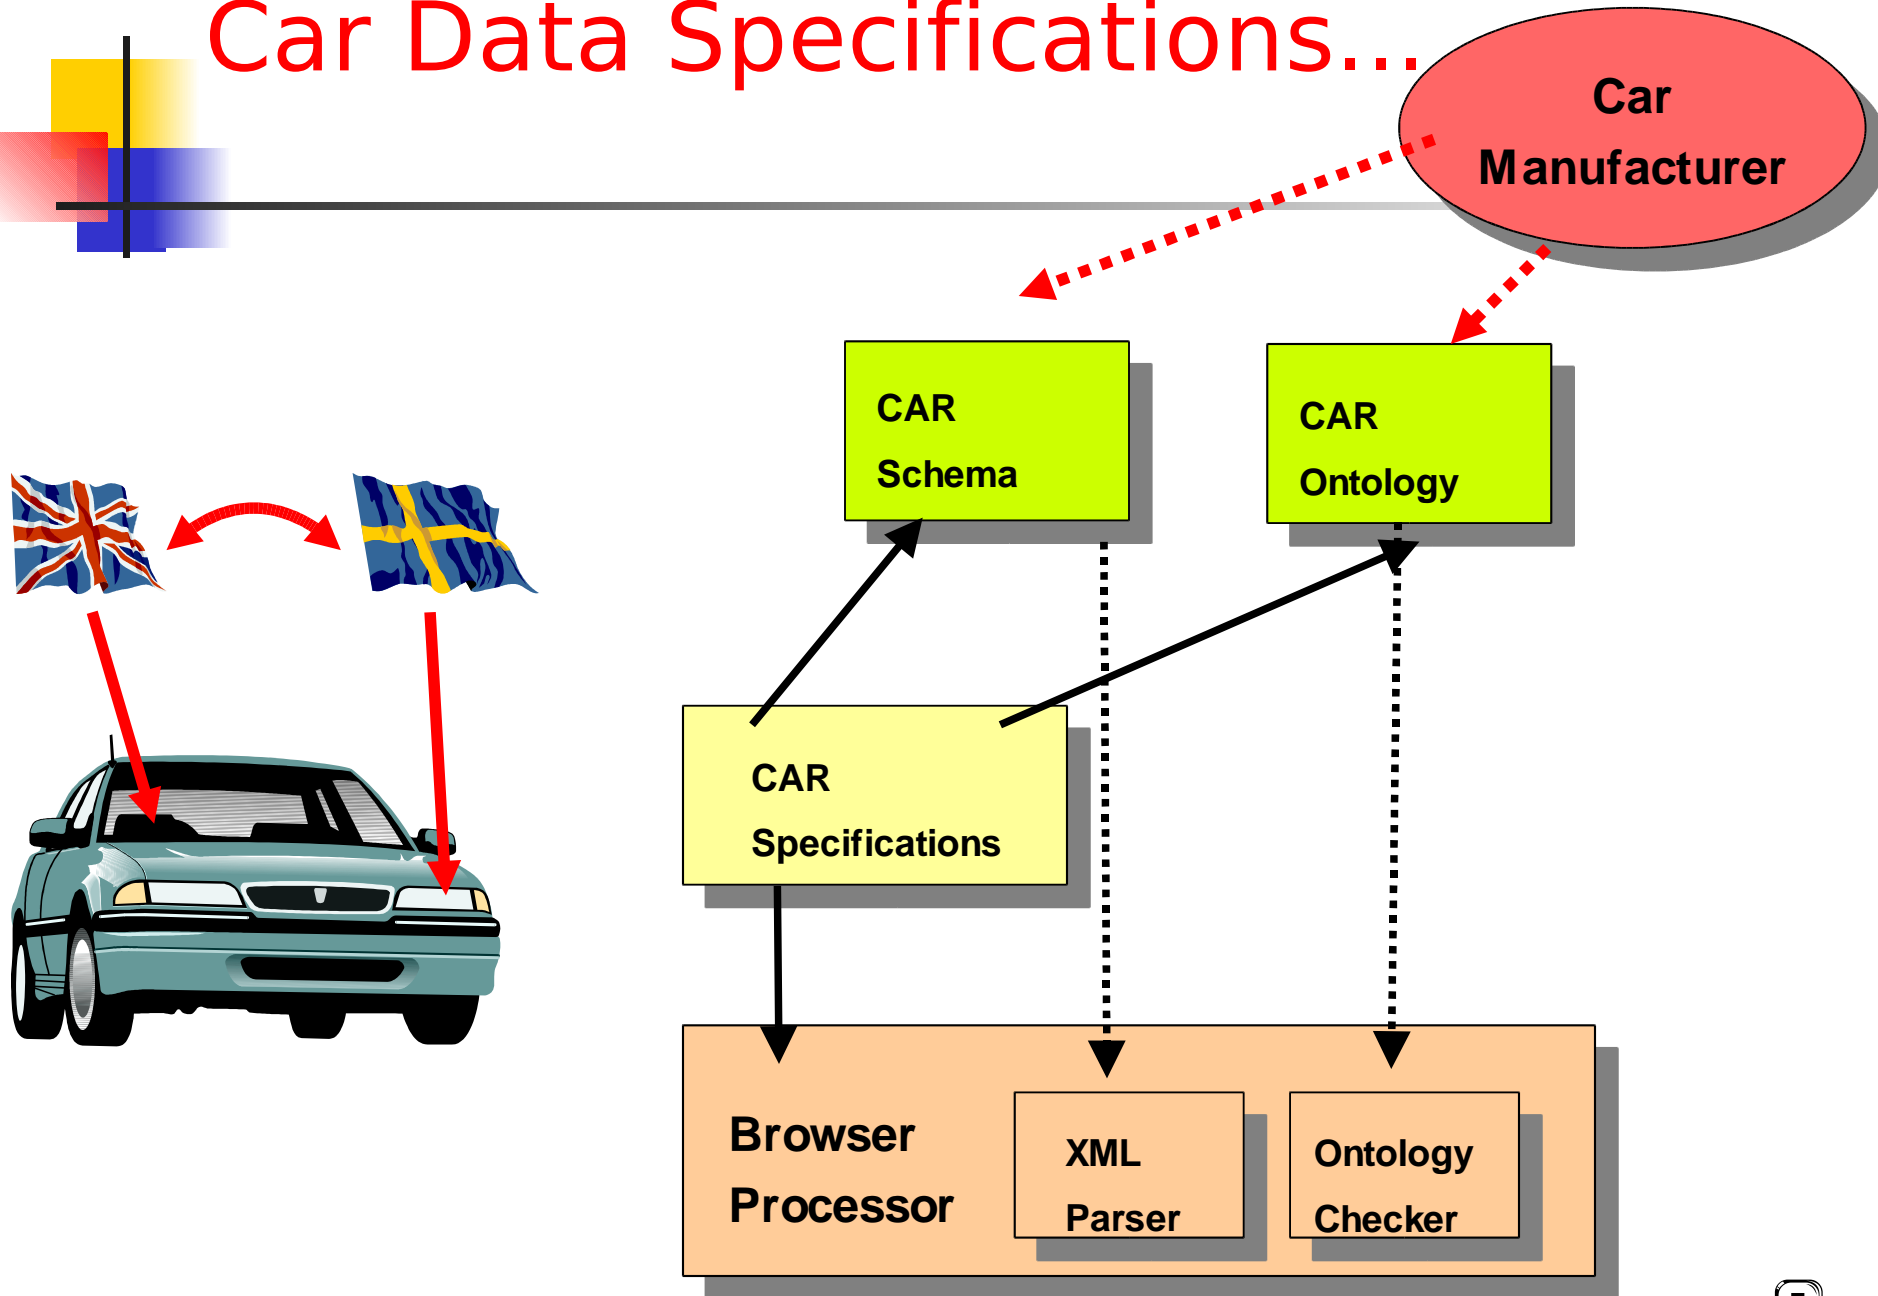 Car Data Specifications...
Car
Manufacturer
CAR
Schema
CAR
Ontology
CAR
Specifications
Browser
Processor
XML
Parser
Ontology
Checker